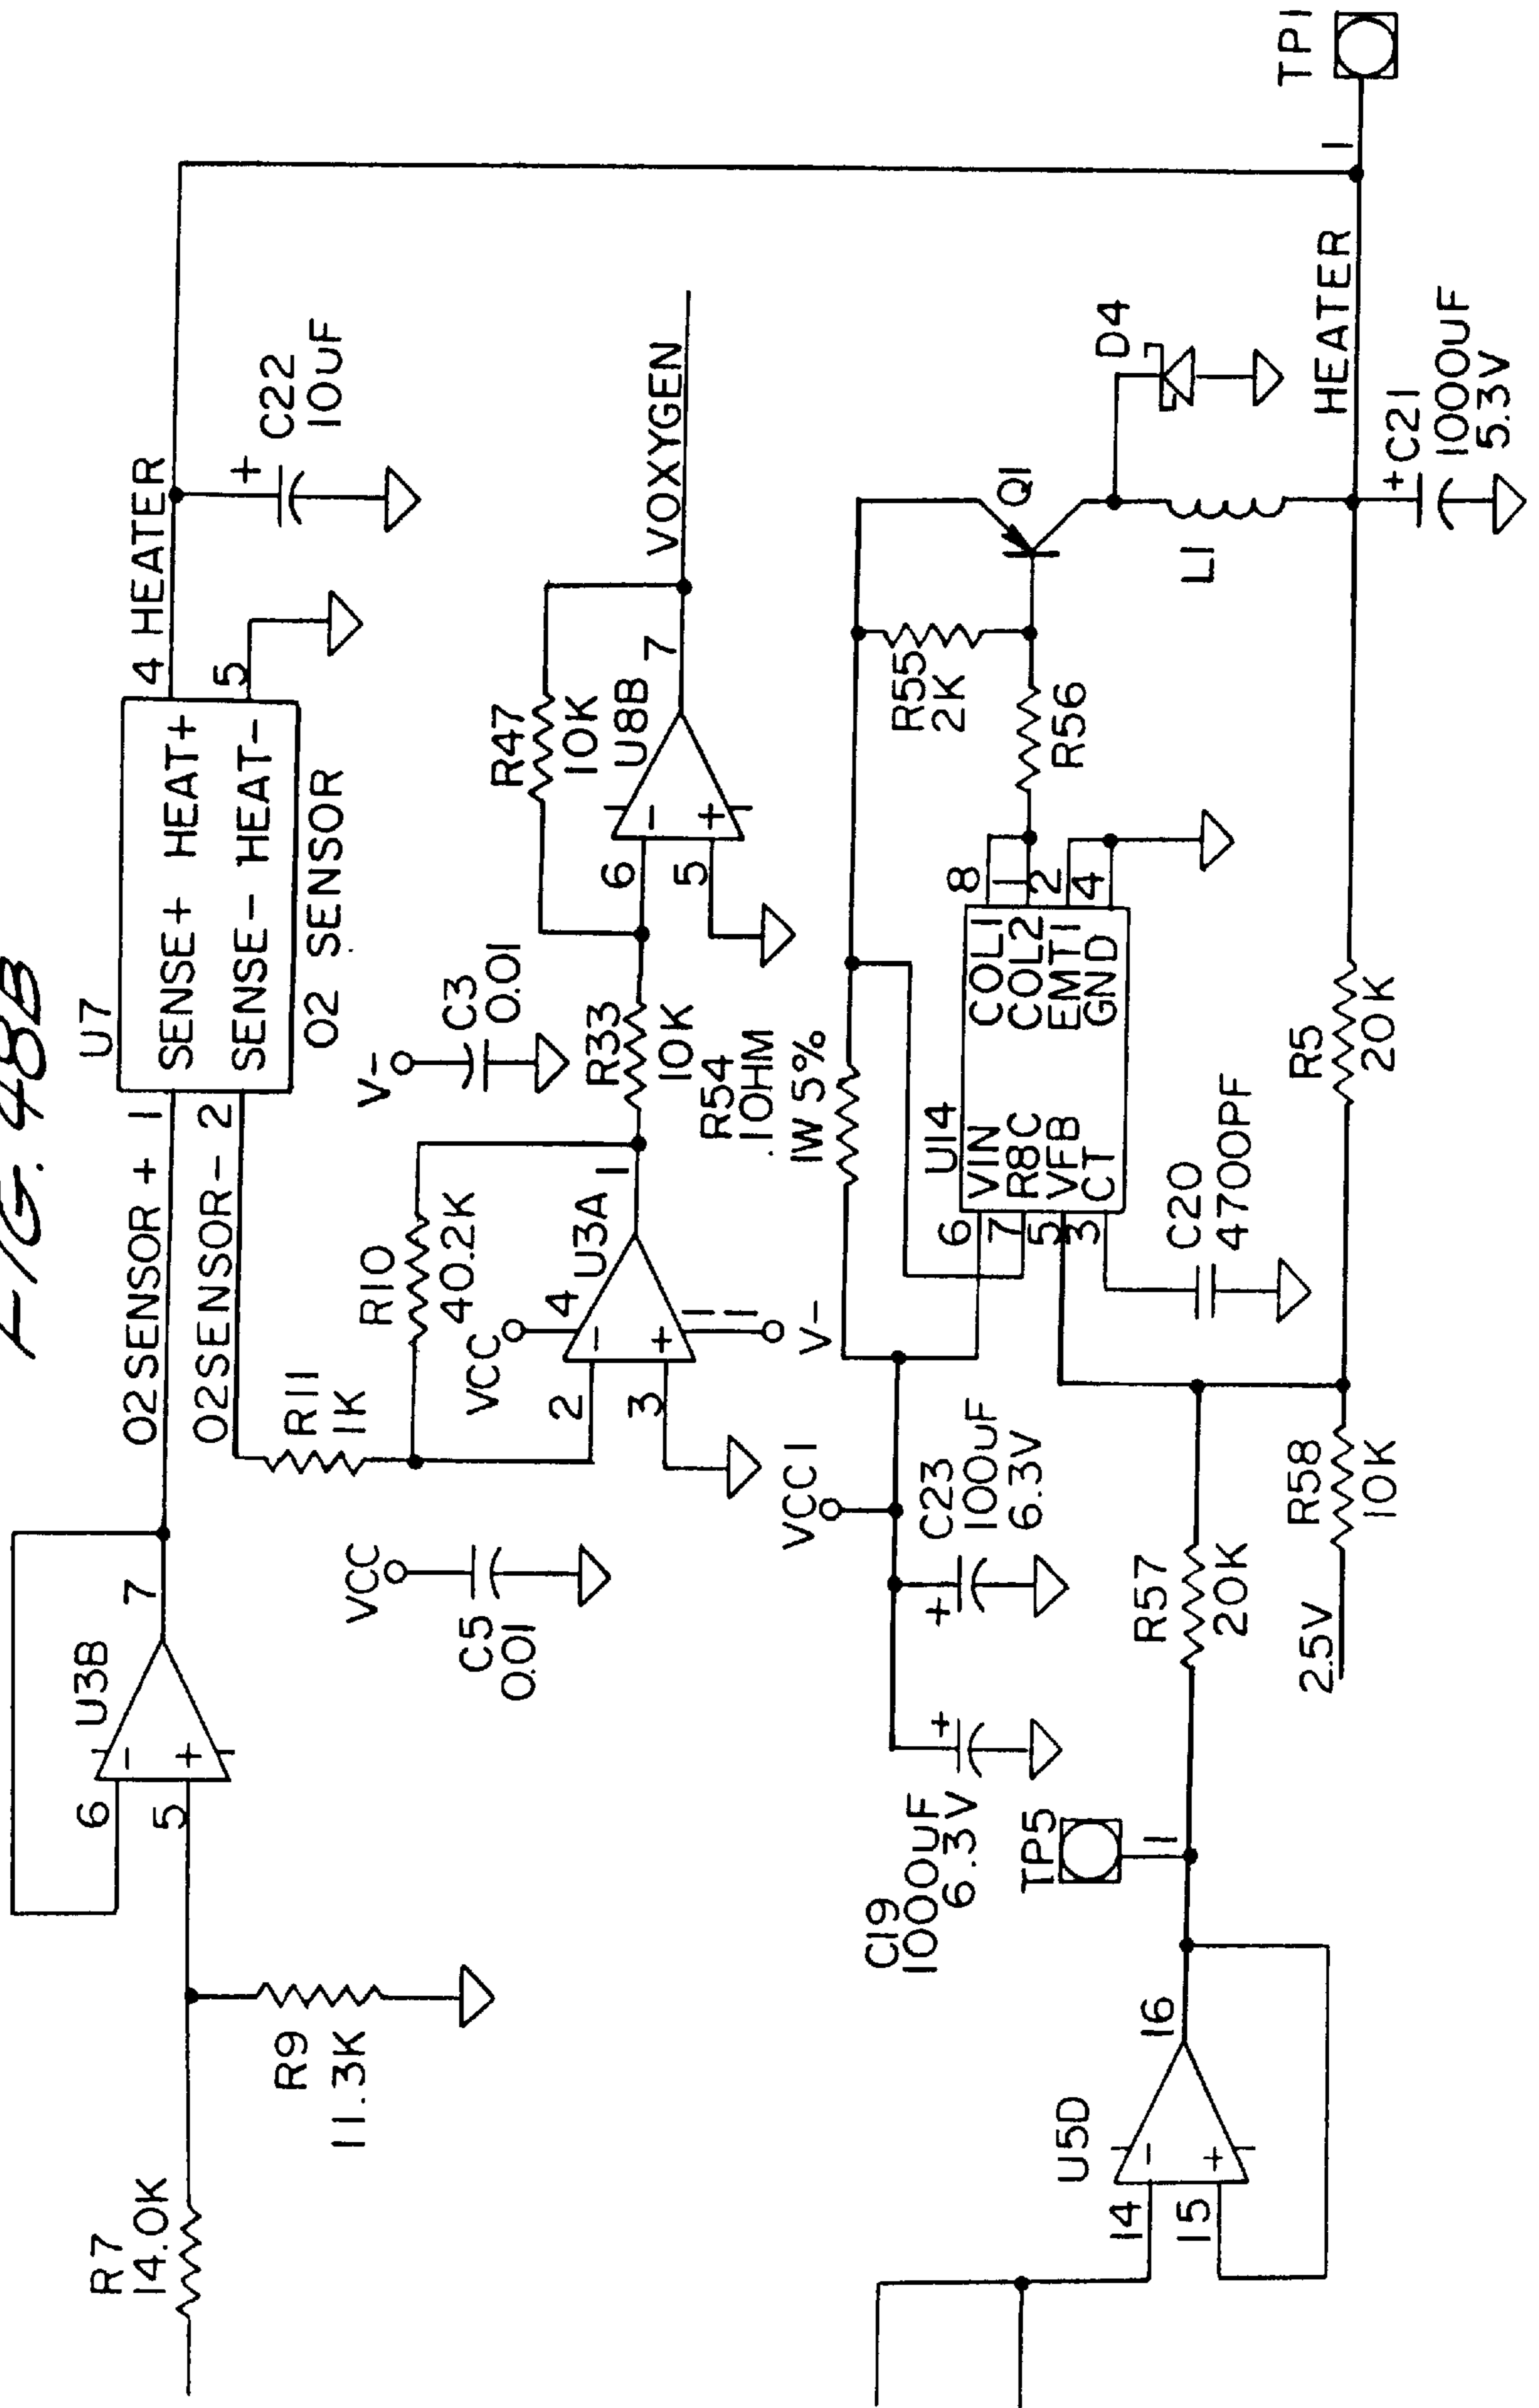 FIG. 48B
R7
14.0K
R9
11.3K
U3B
6
5
7
-
+
O2SENSOR + 1
O2SENSOR- 2
U7
SENSE+ HEAT+
SENSE- HEAT-
O2 SENSOR
4 HEATER
5
+
C22
10UF
VCC
C5
0.01
R11
1K
R10
40.2K
VCC
4
U3A
2
3
-
+
1
11
V-
V-
C3
0.01
R33
10K
R47
10K
U8B
6
5
-
+
7
VOXYGEN
R54
.1OHM
1W 5%
VCC1
C19
1000UF
6.3V
+
C23
100UF
6.3V
+
U14
VIN
R8C
VFB
CT
COL1
COL2
EMT1
GND
6
7
5
3
8
1
2
4
C20
4700PF
R55
2K
R56
Q1
L1
D4
HEATER
+
C21
1000UF
5.3V
1
TP1
U5D
14
15
-
+
16
TP5
1
R57
20K
2.5V
R58
10K
R5
20K